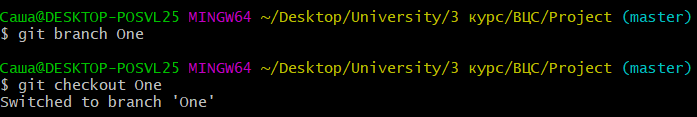 Саша@DESKTOP-POSVL25 MINGW64 ~/Desktop/University/3 курс/ВЦС/Project (master)
$ git branch One
Саша@DESKTOP-POSVL25 MINGW64 ~/Desktop/University/3 курс/ВЦС/Project (master)
$ git checkout One
Switched to branch 'One'